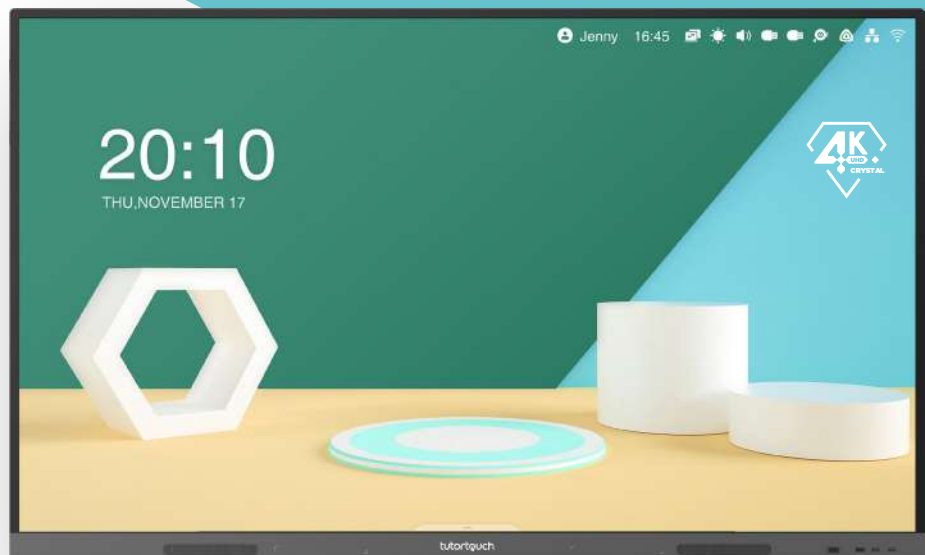 Jenny 16:45
20:10
THU,NOVEMBER 17
4K
UHD
CRYSTAL
tutortouch